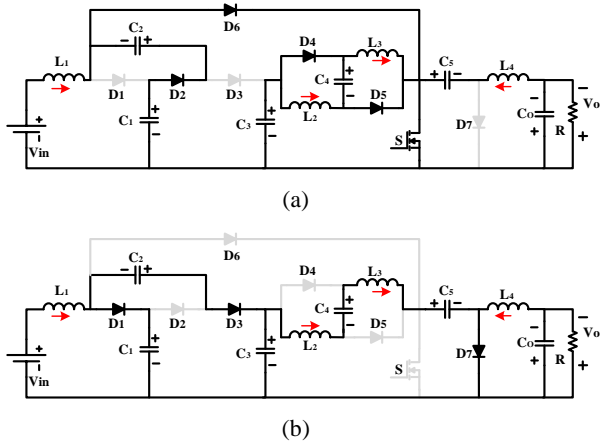 C2
D6
L1
D4
L3
C5
L4
D1
D2
D3
C4
C1
C3
L2
D5
D7
Co
R
Vo
S
Vin
(a)
C2
D6
L1
D4
L3
C5
L4
D1
D2
D3
C4
C1
C3
L2
D5
D7
Co
R
Vo
S
Vin
(b)